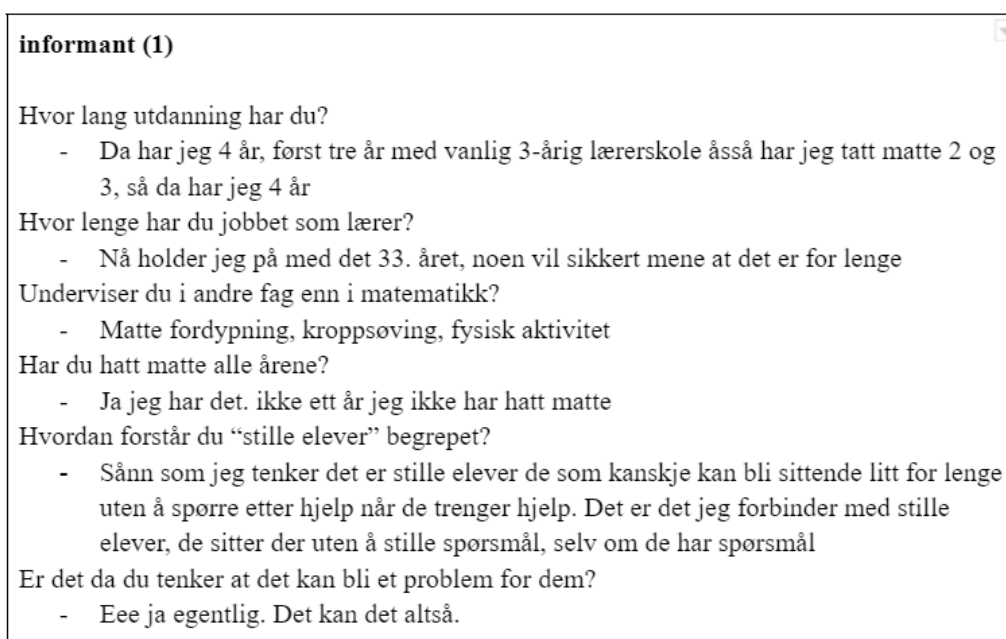 informant (1)
Hvor lang utdanning har du?
- Da har jeg 4 år, først tre år med vanlig 3-årig lærerskole åsså har jeg tatt matte 2 og
3, så da har jeg 4 år
Hvor lenge har du jobbet som lærer?
- Nå holder jeg på med det 33. året, noen vil sikkert mene at det er for lenge
Underviser du i andre fag enn i matematikk?
- Matte fordypning, kroppsøving, fysisk aktivitet
Har du hatt matte alle årene?
- Ja jeg har det. ikke ett år jeg ikke har hatt matte
Hvordan forstår du “stille elever” begrepet?
- Sånn som jeg tenker det er stille elever de som kanskje kan bli sittende litt for lenge
uten å spørre etter hjelp når de trenger hjelp. Det er det jeg forbinder med stille
elever, de sitter der uten å stille spørsmål, selv om de har spørsmål
Er det da du tenker at det kan bli et problem for dem?
- Eee ja egentlig. Det kan det altså.